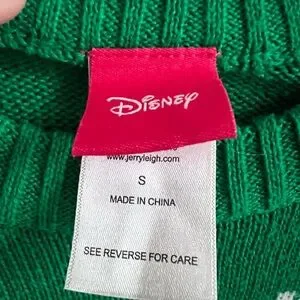 Disney
www.jerryleigh.com
S
MADE IN CHINA
SEE REVERSE FOR CARE